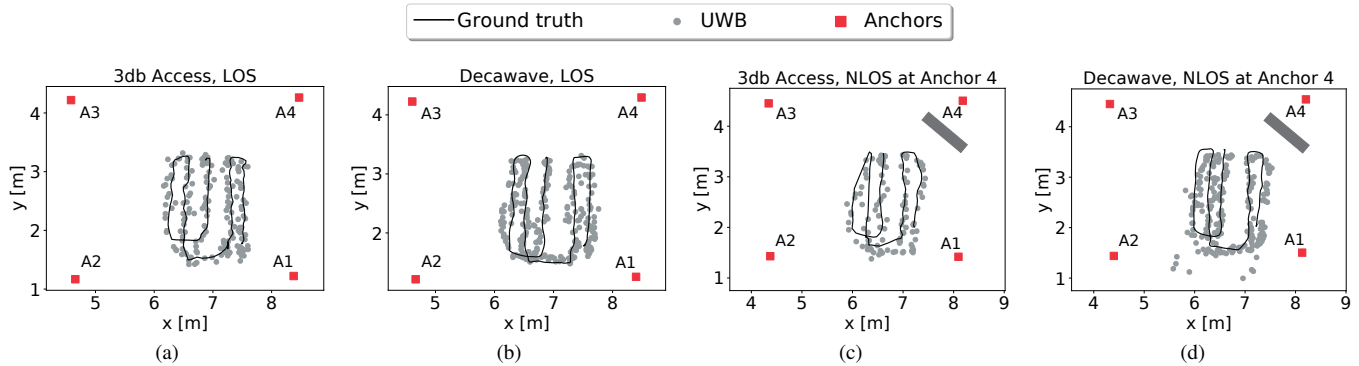 Ground truth UWB Anchors
3db Access, LOS
4
3
2
1
y [m]
A3
A4
A2
A1
5 6 7 8
x [m]
(a)
Decawave, LOS
4
3
2
y [m]
A3
A4
A2
A1
5 6 7 8
x [m]
(b)
3db Access, NLOS at Anchor 4
4
3
2
1
y [m]
A3
A4
A2
A1
4 5 6 7 8 9
x [m]
(c)
Decawave, NLOS at Anchor 4
4
3
2
1
y [m]
A3
A4
A2
A1
4 5 6 7 8 9
x [m]
(d)